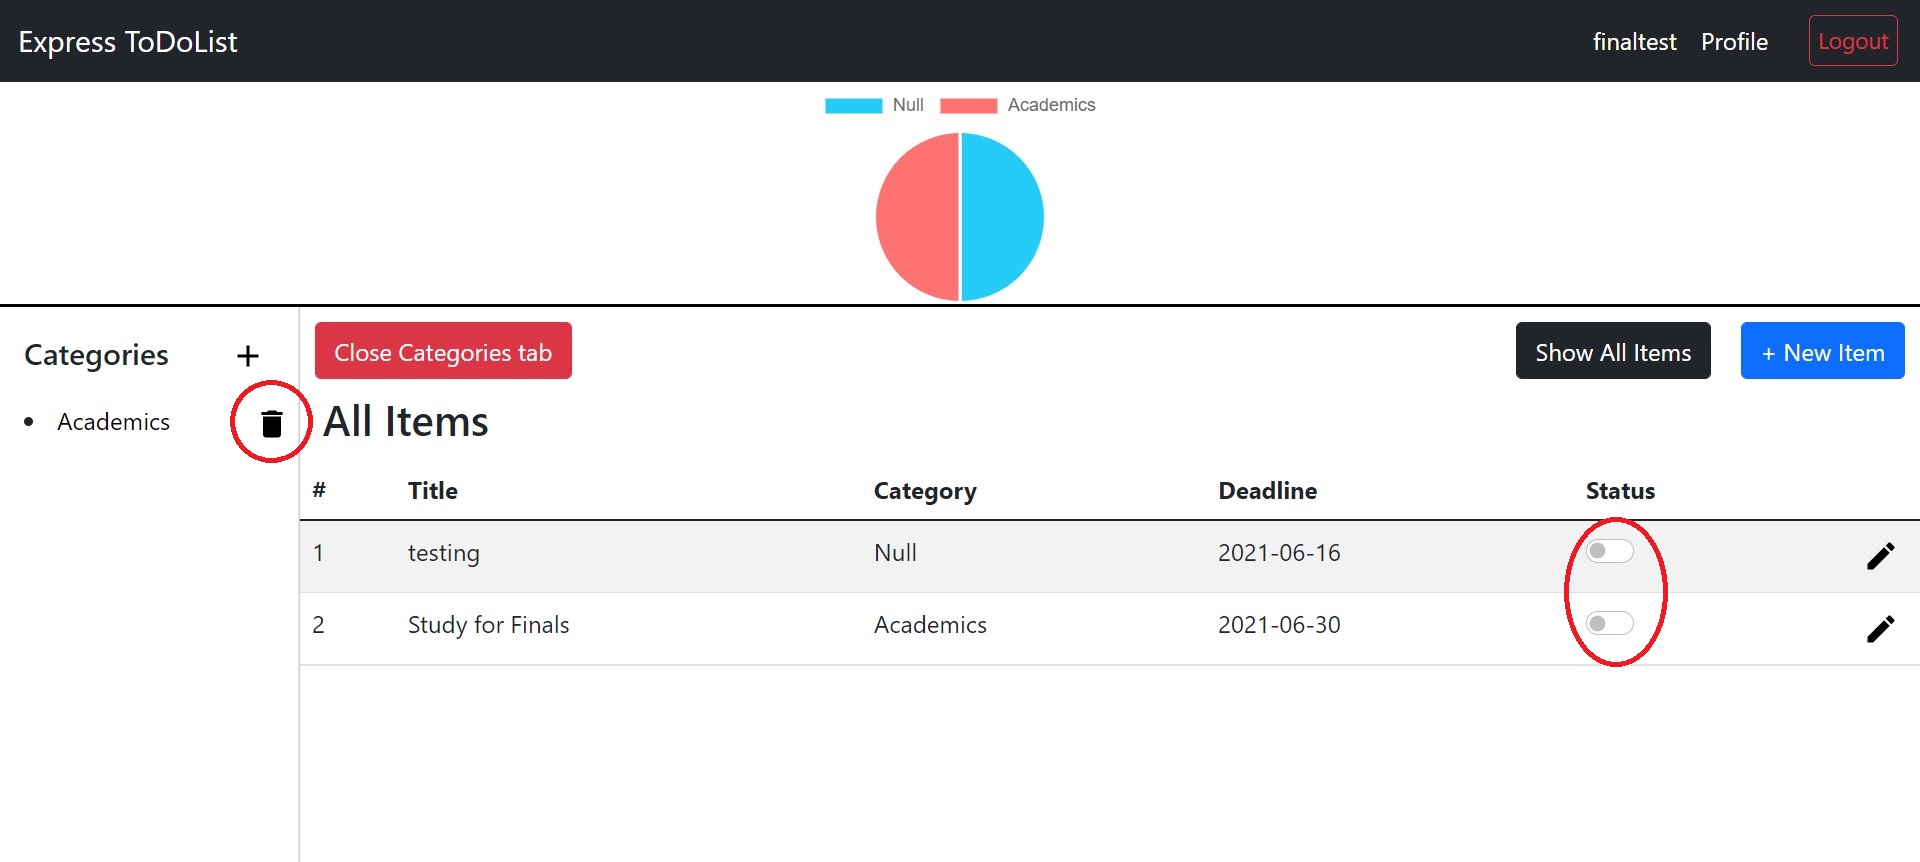 Express ToDoList finaltest Profile Logout
Null Academics
Categories + Close Categories tab Show All Items + New Item
• Academics All Items
# Title Category Deadline Status
1 testing Null 2021-06-16
2 Study for Finals Academics 2021-06-30